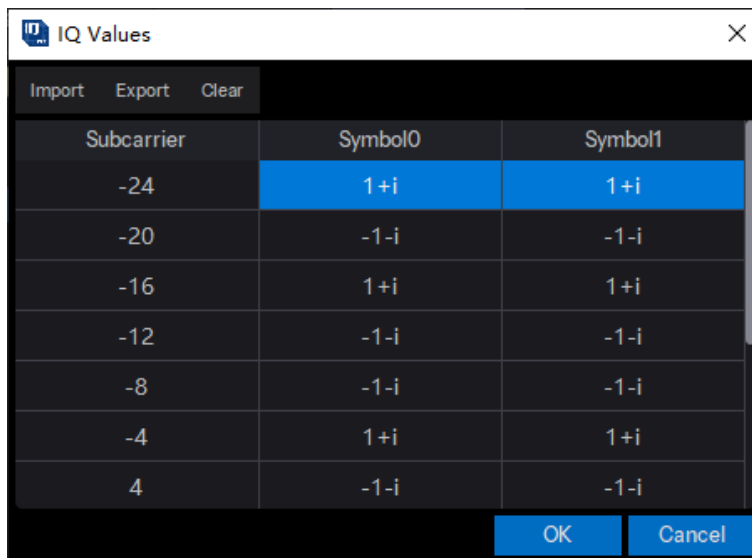 IQ Values
Import Export Clear
Subcarrier Symbol0 Symbol1
-24 1+i 1+i
-20 -1-i -1-i
-16 1+i 1+i
-12 -1-i -1-i
-8 -1-i -1-i
-4 1+i 1+i
4 -1-i -1-i
OK Cancel